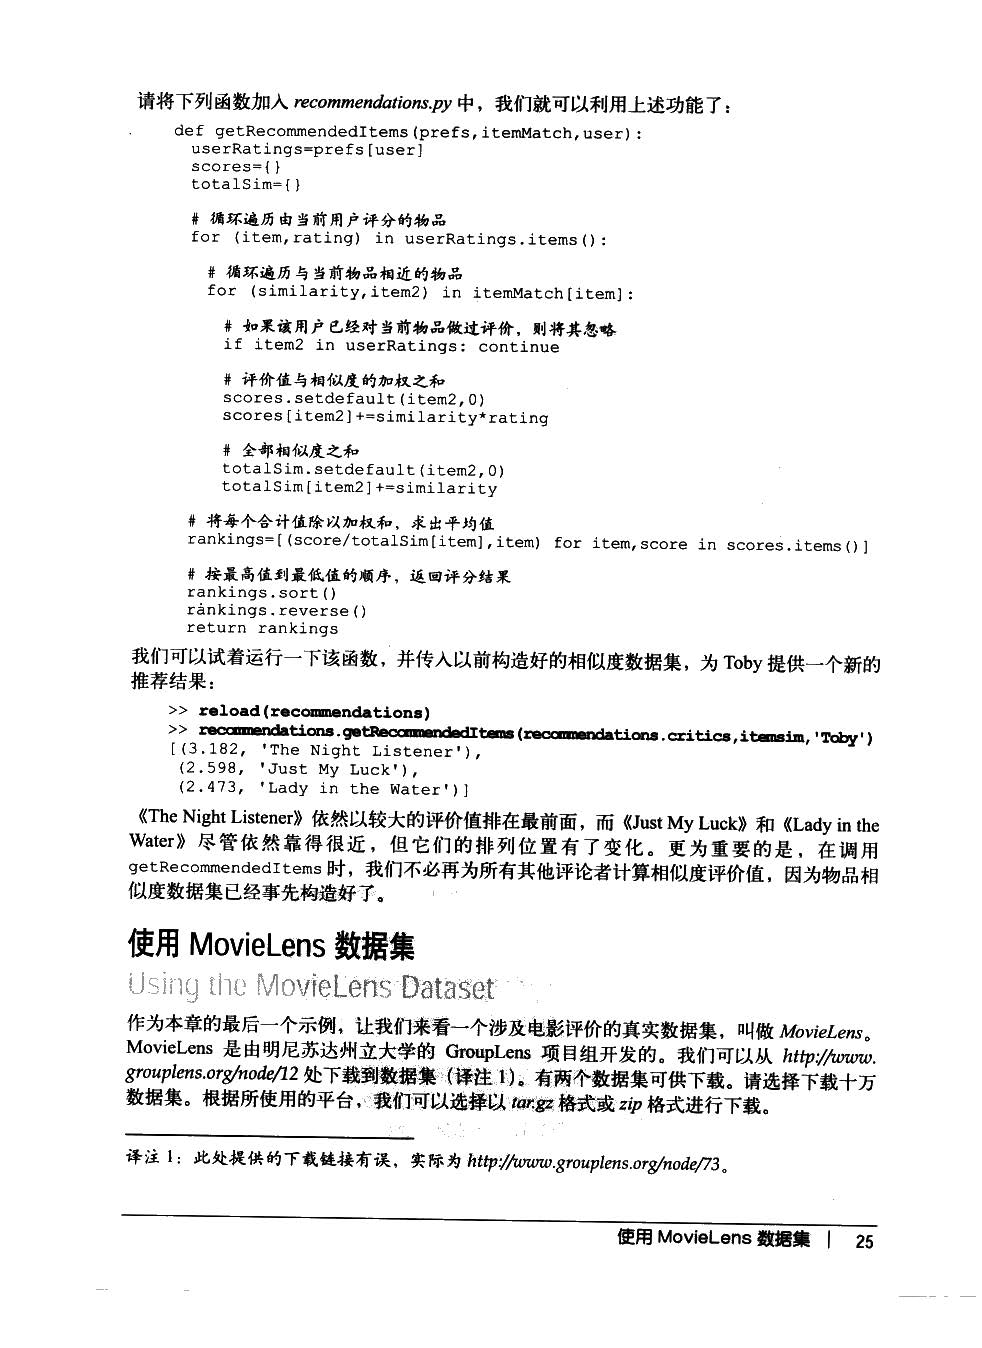 请将下列函数加入 recommendations.py 中，我们就可以利用上述功能了：
def getRecommendedItems(prefs,itemMatch,user):
userRatings=prefs[user]
scores={}
totalSim={}
# 循环遍历由当前用户评分的物品
for (item,rating) in userRatings.items():
# 循环遍历与当前物品相近的物品
for (similarity,item2) in itemMatch[item]:
# 如果该用户已经对当前物品做过评价，则将其忽略
if item2 in userRatings: continue
# 评价值与相似度的加权之和
scores.setdefault(item2,0)
scores[item2]+=similarity*rating
# 全部相似度之和
totalSim.setdefault(item2,0)
totalSim[item2]+=similarity
# 将每个合计值除以加权和，求出平均值
rankings=[(score/totalSim[item],item) for item,score in scores.items()]
# 按最高值到最低值的顺序，返回评分结果
rankings.sort()
rankings.reverse()
return rankings
我们可以试着运行一下该函数，并传入以前构造好的相似度数据集，为 Toby 提供一个新的
推荐结果：
>> reload(recommendations)
>> recommendations.getRecommendedItems(recommendations.critics,itemsim,'Toby')
[(3.182, 'The Night Listener'),
(2.598, 'Just My Luck'),
(2.473, 'Lady in the Water')]
《The Night Listener》依然以较大的评价值排在最前面，而《Just My Luck》和《Lady in the
Water》尽管依然靠得很近，但它们的排列位置有了变化。更为重要的是，在调用
getRecommendedItems 时，我们不必再为所有其他评论者计算相似度评价值，因为物品相
似度数据集已经事先构造好了。
使用 MovieLens 数据集
Using the MovieLens Dataset
作为本章的最后一个示例，让我们来看一个涉及电影评价的真实数据集，叫做 MovieLens。
MovieLens 是由明尼苏达州立大学的 GroupLens 项目组开发的。我们可以从 http://www.
grouplens.org/node/12 处下载到数据集（译注 1）。有两个数据集可供下载。请选择下载十万
数据集。根据所使用的平台，我们可以选择以 tar.gz 格式或 zip 格式进行下载。
译注 1：此处提供的下载链接有误，实际为 http://www.grouplens.org/node/73。
使用 MovieLens 数据集 | 25